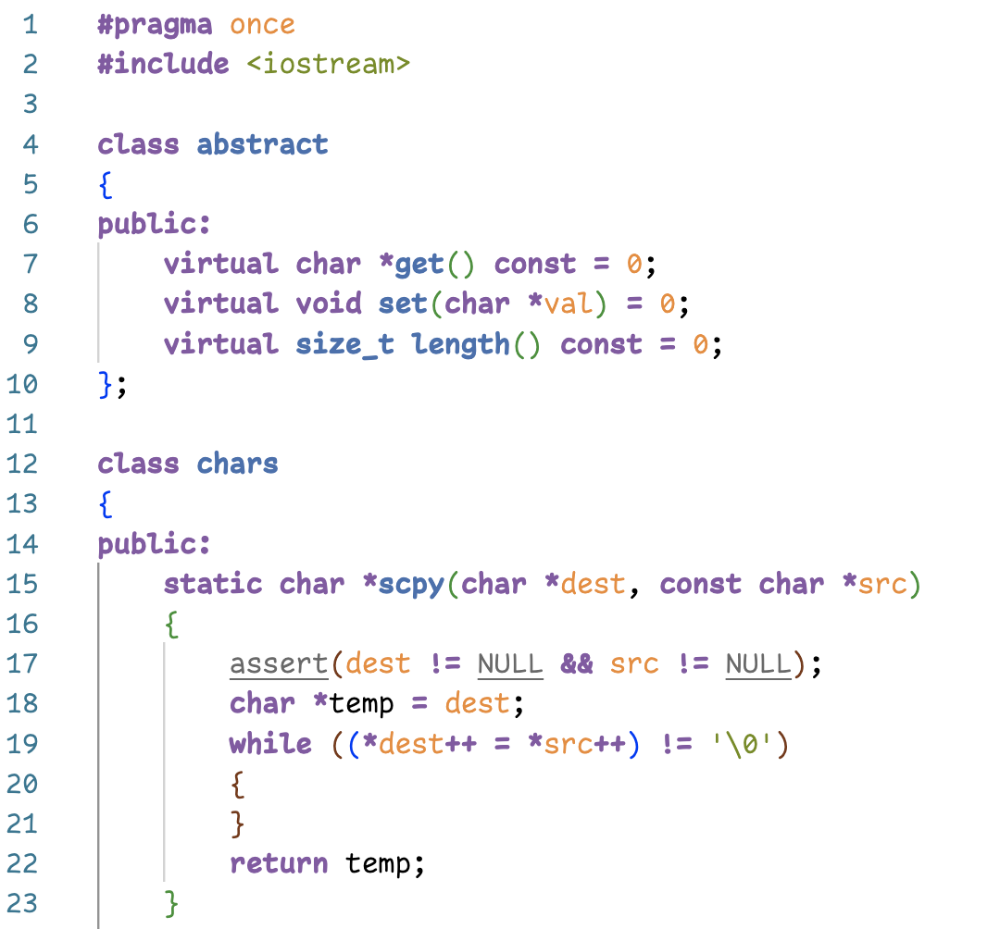 1 #pragma once
2 #include <iostream>
3
4 class abstract
5 {
6 public:
7 virtual char *get() const = 0;
8 virtual void set(char *val) = 0;
9 virtual size_t length() const = 0;
10 };
11
12 class chars
13 {
14 public:
15 static char *scpy(char *dest, const char *src)
16 {
17 assert(dest != NULL && src != NULL);
18 char *temp = dest;
19 while ((*dest++ = *src++) != '\0')
20 {
21 }
22 return temp;
23 }